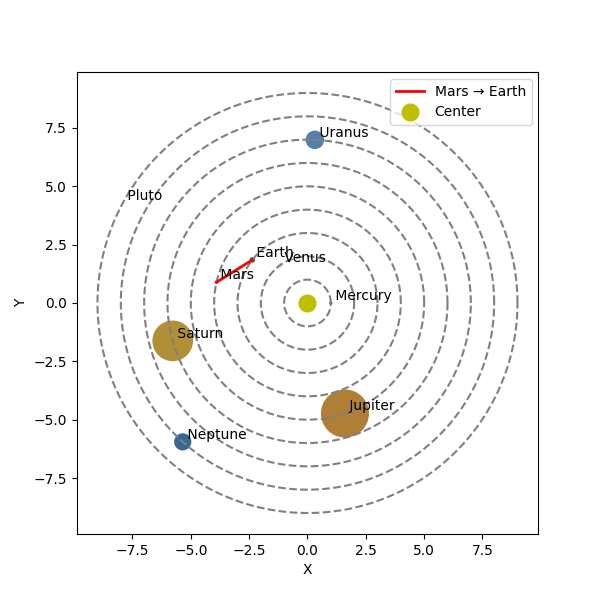 Mars → Earth
Center
Uranus
Pluto
Earth
Venus
Mars
Mercury
Saturn
Jupiter
Neptune
Y
7.5
5.0
2.5
0.0
−2.5
−5.0
−7.5
−7.5 −5.0 −2.5 0.0 2.5 5.0 7.5
X